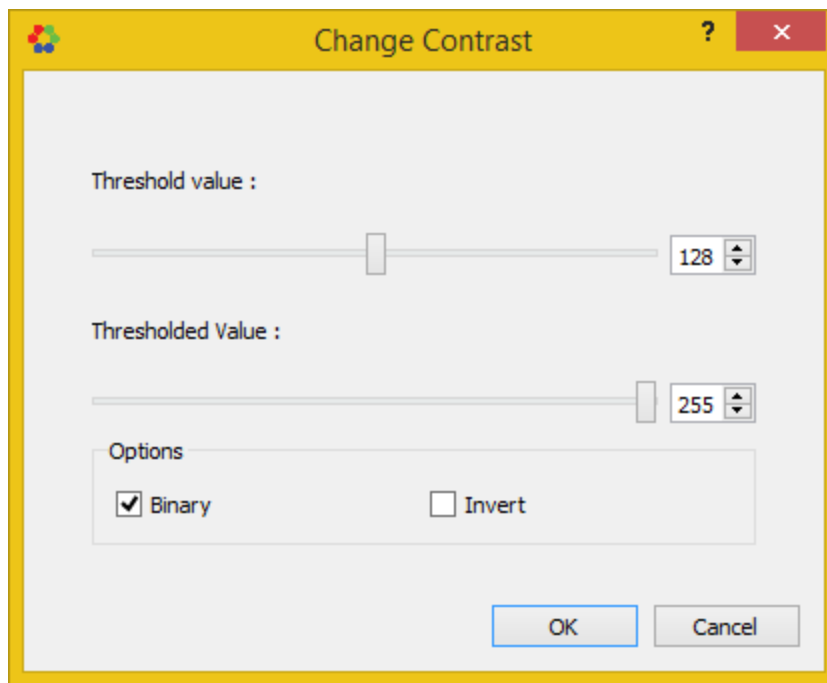 Change Contrast
?
Threshold value :
128
Thresholded Value :
255
Options
Binary
Invert
OK
Cancel